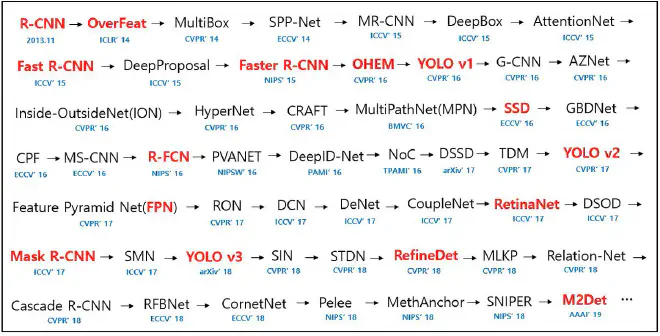 R-CNN → OverFeat → MultiBox → SPP-Net → MR-CNN → DeepBox → AttentionNet →
2013.11 ICLR' 14 CVPR' 14 ECCV' 14 ICCV' 15 ICCV' 15 ICCV' 15
Fast R-CNN → DeepProposal → Faster R-CNN → OHEM → YOLO v1 → G-CNN → AZNet →
ICCV' 15 ICCV' 15 NIPS' 15 CVPR' 16 CVPR' 16 CVPR' 16 CVPR' 16
Inside-OutsideNet(ION) → HyperNet → CRAFT → MultiPathNet(MPN) → SSD → GBDNet →
CVPR' 16 CVPR' 16 CVPR' 16 BMVC' 16 ECCV' 16 ECCV' 16
CPF → MS-CNN → R-FCN → PVANET → DeepID-Net → NoC → DSSD → TDM → YOLO v2 →
ECCV' 16 ECCV' 16 NIPS' 16 NIPSW' 16 PAMI' 16 TPAMI' 16 arXiv' 17 CVPR' 17 CVPR' 17
Feature Pyramid Net(FPN) → RON → DCN → DeNet → CoupleNet → RetinaNet → DSOD →
CVPR' 17 CVPR' 17 ICCV' 17 ICCV' 17 ICCV' 17 ICCV' 17 ICCV' 17
Mask R-CNN → SMN → YOLO v3 → SIN → STDN → RefineDet → MLKP → Relation-Net →
ICCV' 17 ICCV' 17 arXiv' 18 CVPR' 18 CVPR' 18 CVPR' 18 CVPR' 18 CVPR' 18
Cascade R-CNN → RFBNet → CornetNet → Pelee → MethAnchor → SNIPER → M2Det ···
CVPR' 18 ECCV' 18 ECCV' 18 NIPS' 18 NIPS' 18 NIPS' 18 AAAI' 19